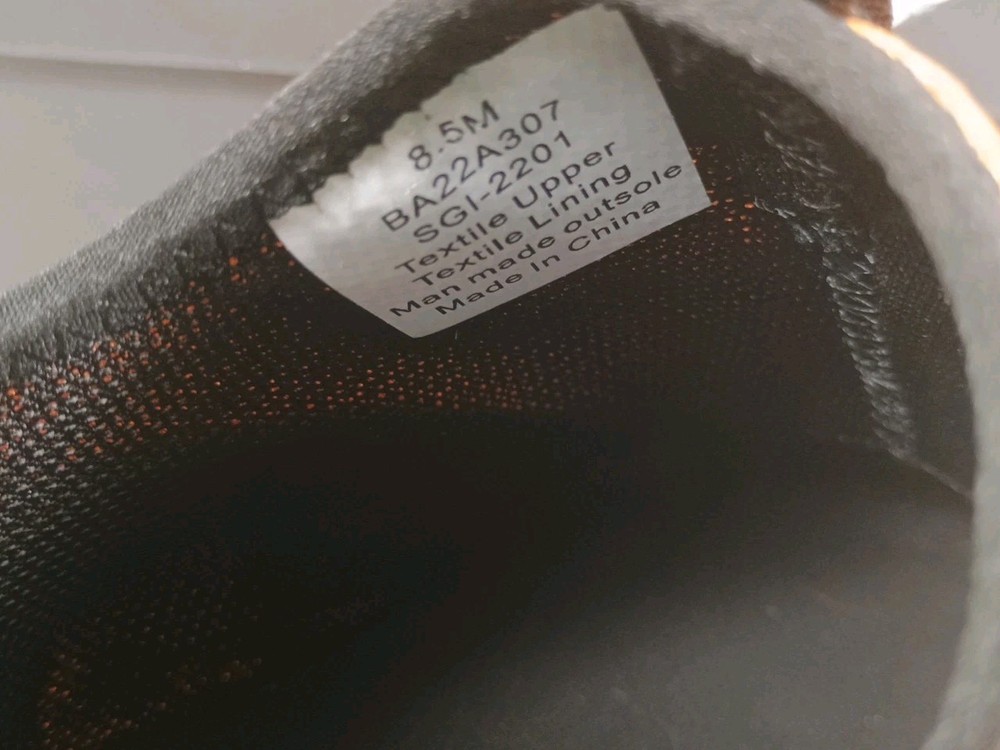 8.5M
BA22A307
SGI-2201
Textile Upper
Textile Lining
Man made outsole
Made In China